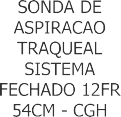 SONDA DE
ASPIRACAO
TRAQUEAL
SISTEMA
FECHADO 12FR
54CM - CGH